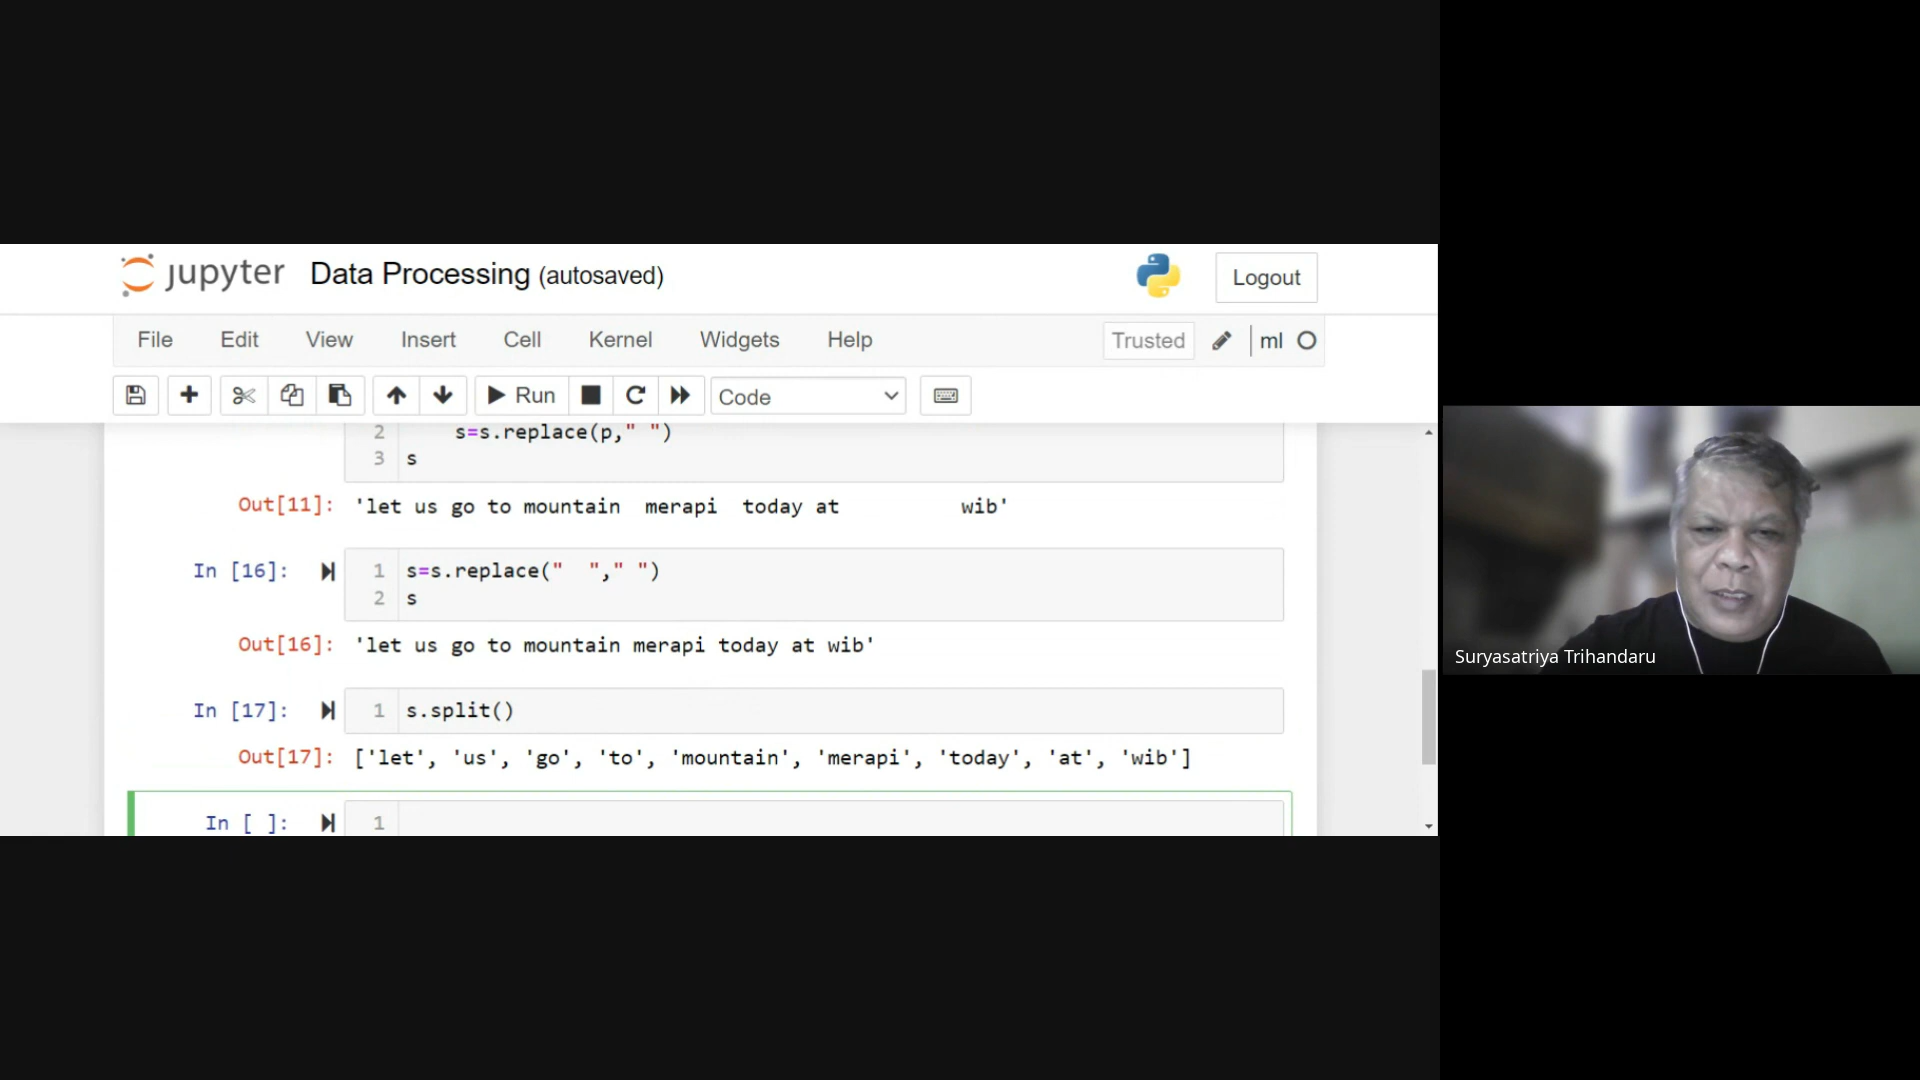 jupyter Data Processing (autosaved) Logout
File Edit View Insert Cell Kernel Widgets Help Trusted ml
Run Code
2 s=s.replace(p," ")
3 s
Out[11]: 'let us go to mountain  merapi  today at          wib'
In [16]: 1 s=s.replace("  "," ")
2 s
Out[16]: 'let us go to mountain merapi today at wib'
In [17]: 1 s.split()
Out[17]: ['let', 'us', 'go', 'to', 'mountain', 'merapi', 'today', 'at', 'wib']
In [ ]: 1
Suryasatriya Trihandaru